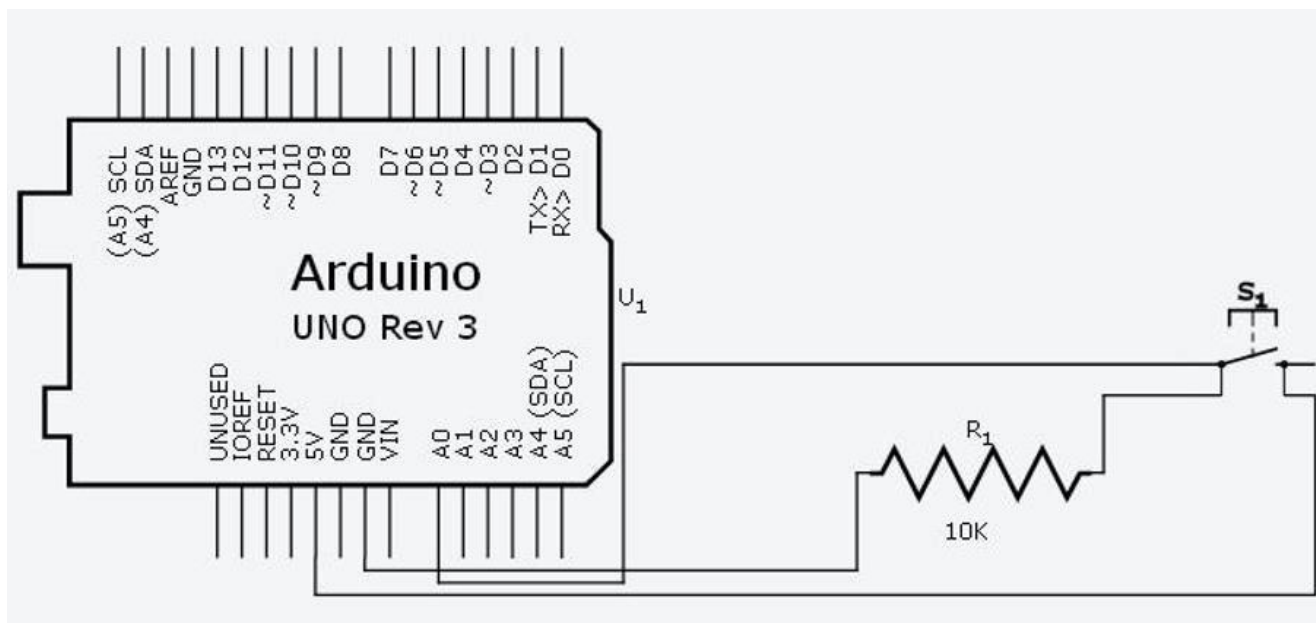 (A5) SCL
(A4) SDA
AREF
GND
D13
D12
~D11
~D10
~D9
D8
D7
~D6
~D5
D4
~D3
D2
TX> D1
RX> D0
Arduino
UNO Rev 3
U1
S1
UNUSED
IOREF
RESET
3.3V
5V
GND
GND
VIN
A0
A1
A2
A3
A4 (SDA)
A5 (SCL)
R1
10K